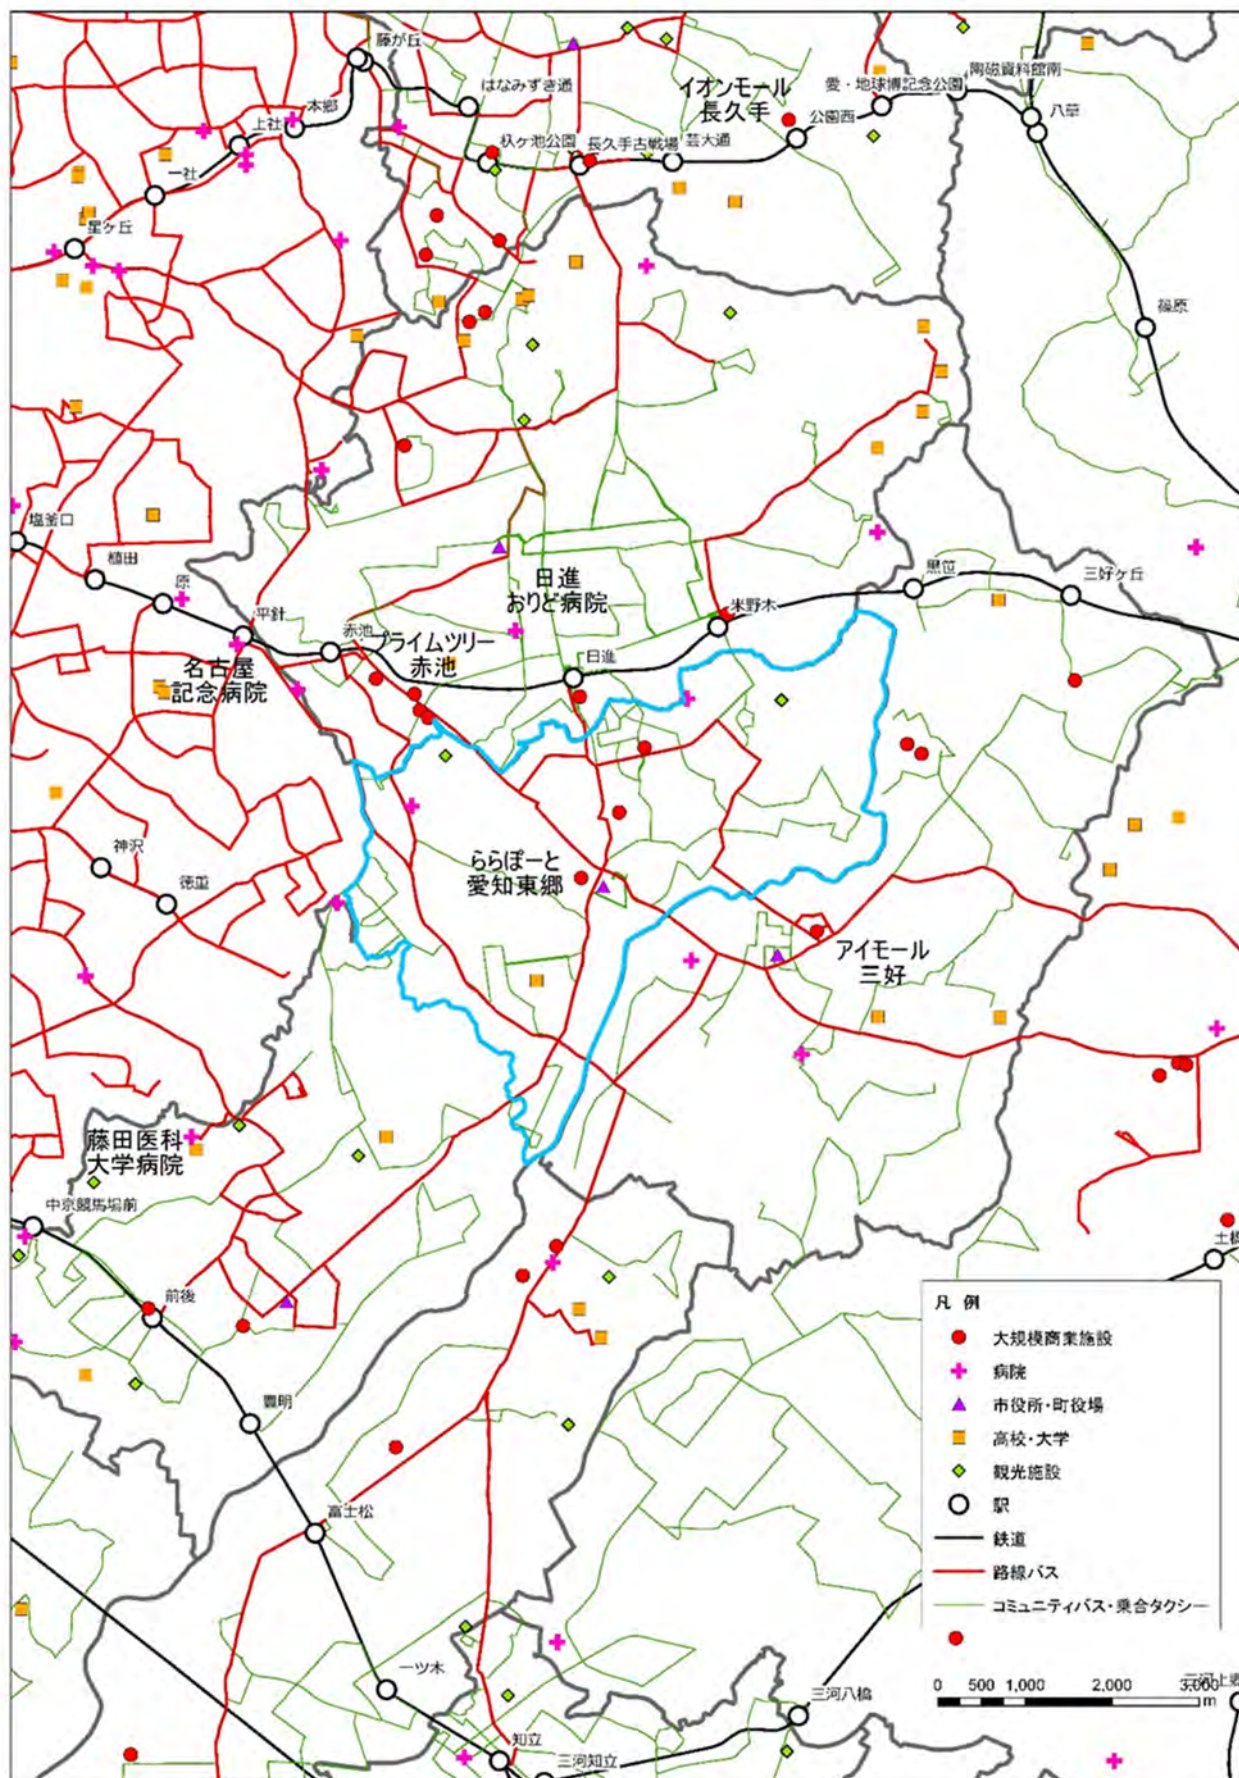 藤が丘
はなみずき通
本郷
上社
一社
星ヶ丘
杁ヶ池公園
長久手古戦場
芸大通
イオンモール
長久手
公園西
愛・地球博記念公園
陶磁資料館南
八草
篠原
塩釜口
植田
原
平針
赤池
プライムツリー
赤池
日進
おりど病院
日進
米野木
黒笹
三好ヶ丘
名古屋
記念病院
神沢
徳重
ららぽーと
愛知東郷
アイモール
三好
藤田医科
大学病院
中京競馬場前
前後
豊明
富士松
一ツ木
知立
三河知立
三河八橋
三河上郷
土橋
凡 例
大規模商業施設
病院
市役所・町役場
高校・大学
観光施設
駅
鉄道
路線バス
コミュニティバス・乗合タクシー
0 500 1,000 2,000 3,000
m